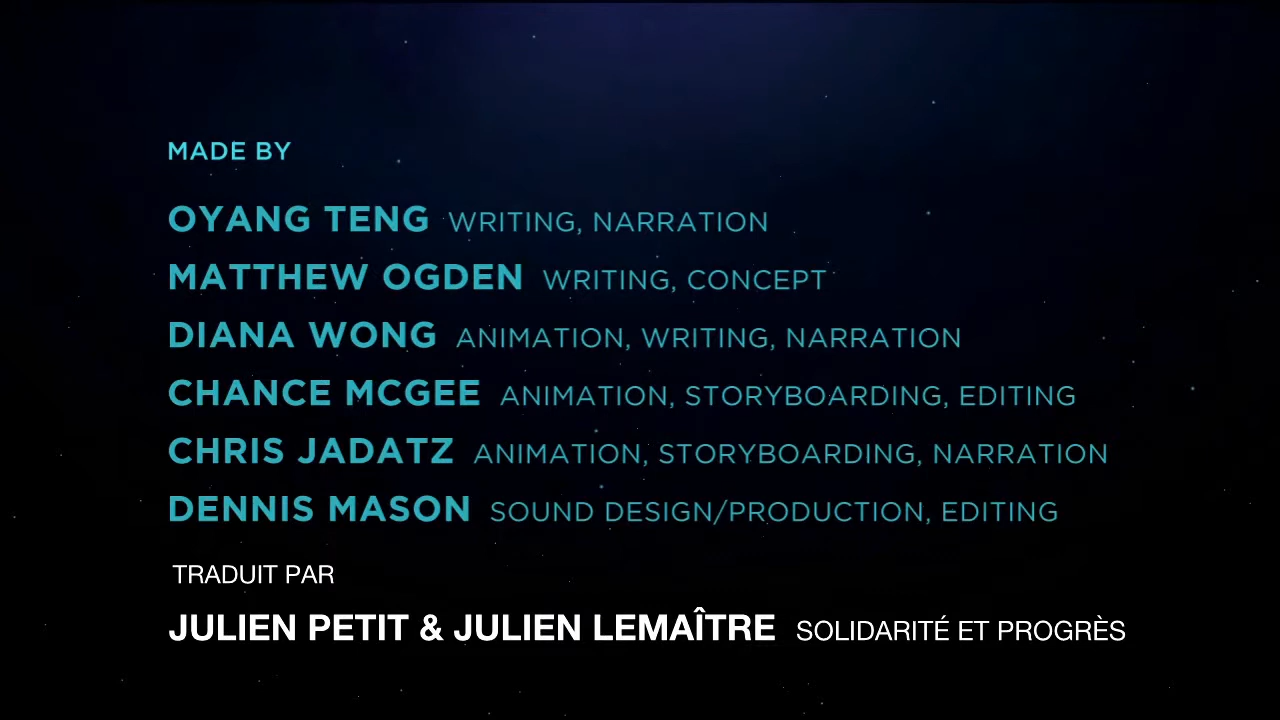 MADE BY
OYANG TENG WRITING, NARRATION
MATTHEW OGDEN WRITING, CONCEPT
DIANA WONG ANIMATION, WRITING, NARRATION
CHANCE MCGEE ANIMATION, STORYBOARDING, EDITING
CHRIS JADATZ ANIMATION, STORYBOARDING, NARRATION
DENNIS MASON SOUND DESIGN/PRODUCTION, EDITING
TRADUIT PAR
JULIEN PETIT & JULIEN LEMAÎTRE SOLIDARITÉ ET PROGRÈS